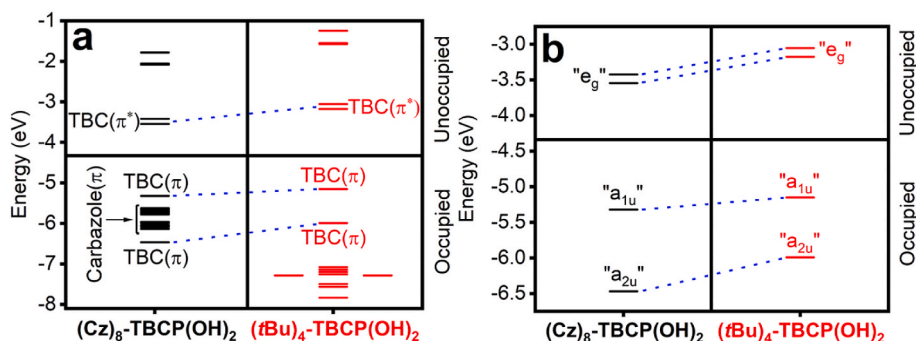 a
Energy (eV)
-1
-2
-3
-4
-5
-6
-7
-8
TBC(π*)
TBC(π*)
Carbazole(π)
TBC(π)
TBC(π)
TBC(π)
TBC(π)
Unoccupied
Occupied
(Cz)8-TBCP(OH)2
(tBu)4-TBCP(OH)2
b
Energy (eV)
-3.0
-3.5
-4.0
-4.5
-5.0
-5.5
-6.0
-6.5
"eg"
"eg"
"a1u"
"a1u"
"a2u"
"a2u"
Unoccupied
Occupied
(Cz)8-TBCP(OH)2
(tBu)4-TBCP(OH)2